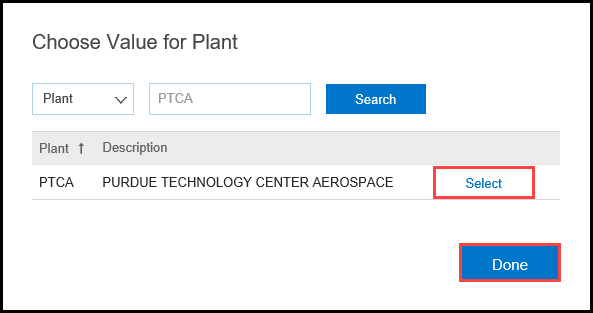 Choose Value for Plant
Plant PTCA Search
Plant ↑ Description
PTCA PURDUE TECHNOLOGY CENTER AEROSPACE Select
Done